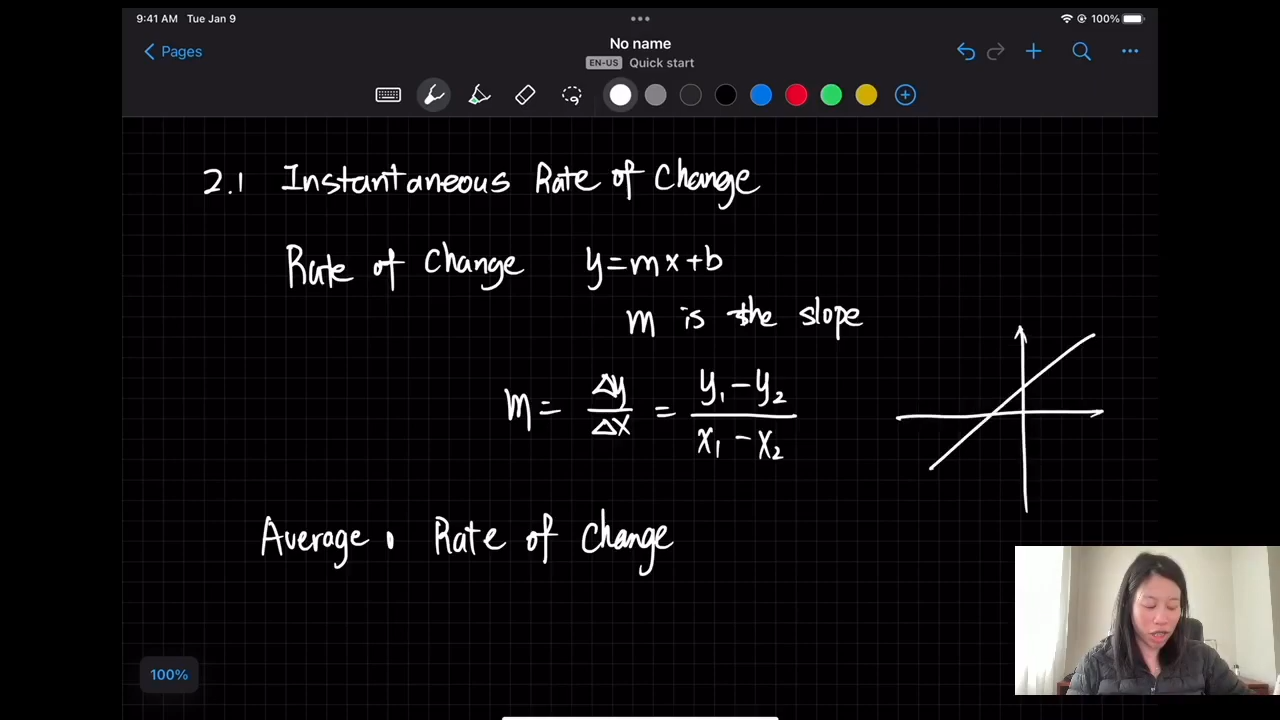 9:41 AM Tue Jan 9
100%
Pages
No name
EN-US Quick start
2.1 Instantaneous Rate of Change
Rate of Change y=mx+b
m is the slope
m = Δy/Δx = y₁-y₂/x₁-x₂
Average Rate of Change
100%